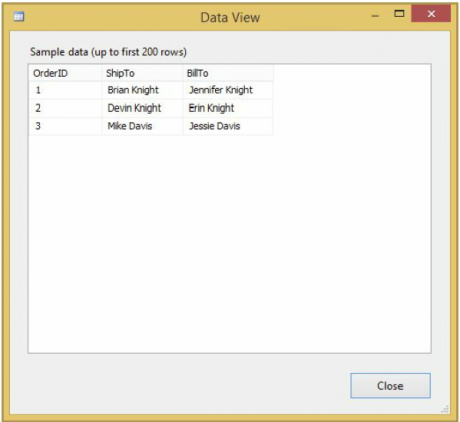 Data View
Sample data (up to first 200 rows)
OrderID ShipTo BillTo
1 Brian Knight Jennifer Knight
2 Devin Knight Erin Knight
3 Mike Davis Jessie Davis
Close